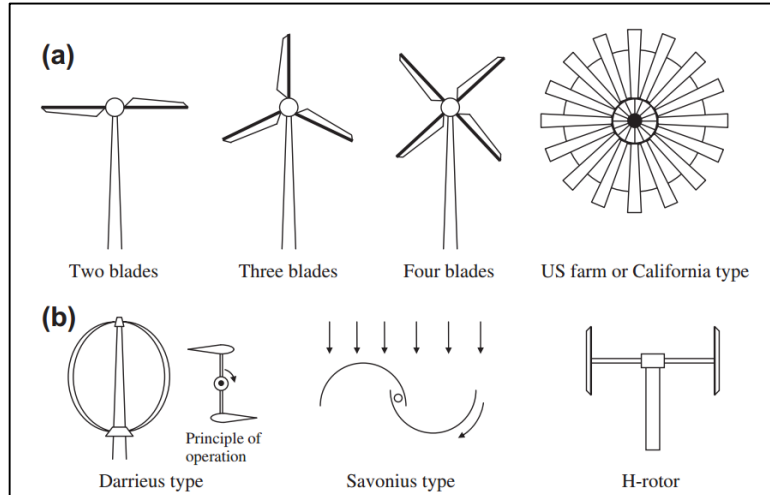 (a)
Two blades
Three blades
Four blades
US farm or California type
(b)
Principle of
operation
Darrieus type
Savonius type
H-rotor